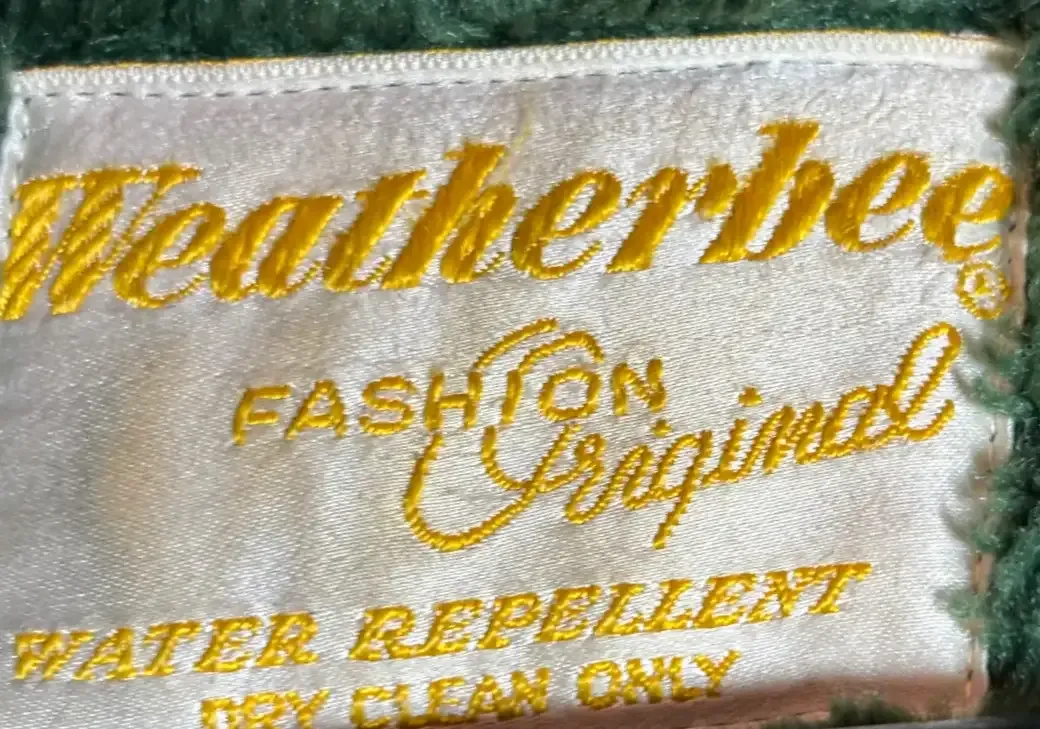 Weatherbee®
FASHION
Original
WATER REPELLENT
DRY CLEAN ONLY